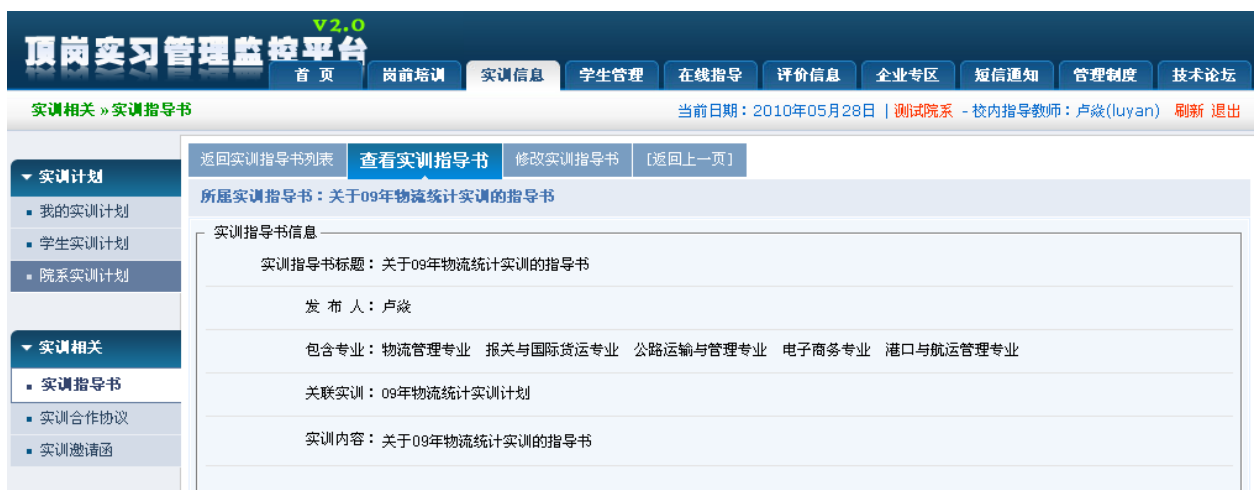 V2.0
顶岗实习管理监控平台
首 页 岗前培训 实训信息 学生管理 在线指导 评价信息 企业专区 短信通知 管理制度 技术论坛
实训相关 » 实训指导书 当前日期：2010年05月28日 | 测试院系 - 校内指导教师：卢焱(luyan) 刷新 退出
返回实训指导书列表 查看实训指导书 修改实训指导书 [返回上一页]
所属实训指导书：关于09年物流统计实训的指导书
实训计划
我的实训计划
学生实训计划
院系实训计划
实训相关
实训指导书
实训合作协议
实训邀请函
实训指导书信息
实训指导书标题：关于09年物流统计实训的指导书
发 布 人：卢焱
包含专业：物流管理专业 报关与国际货运专业 公路运输与管理专业 电子商务专业 港口与航运管理专业
关联实训：09年物流统计实训计划
实训内容：关于09年物流统计实训的指导书